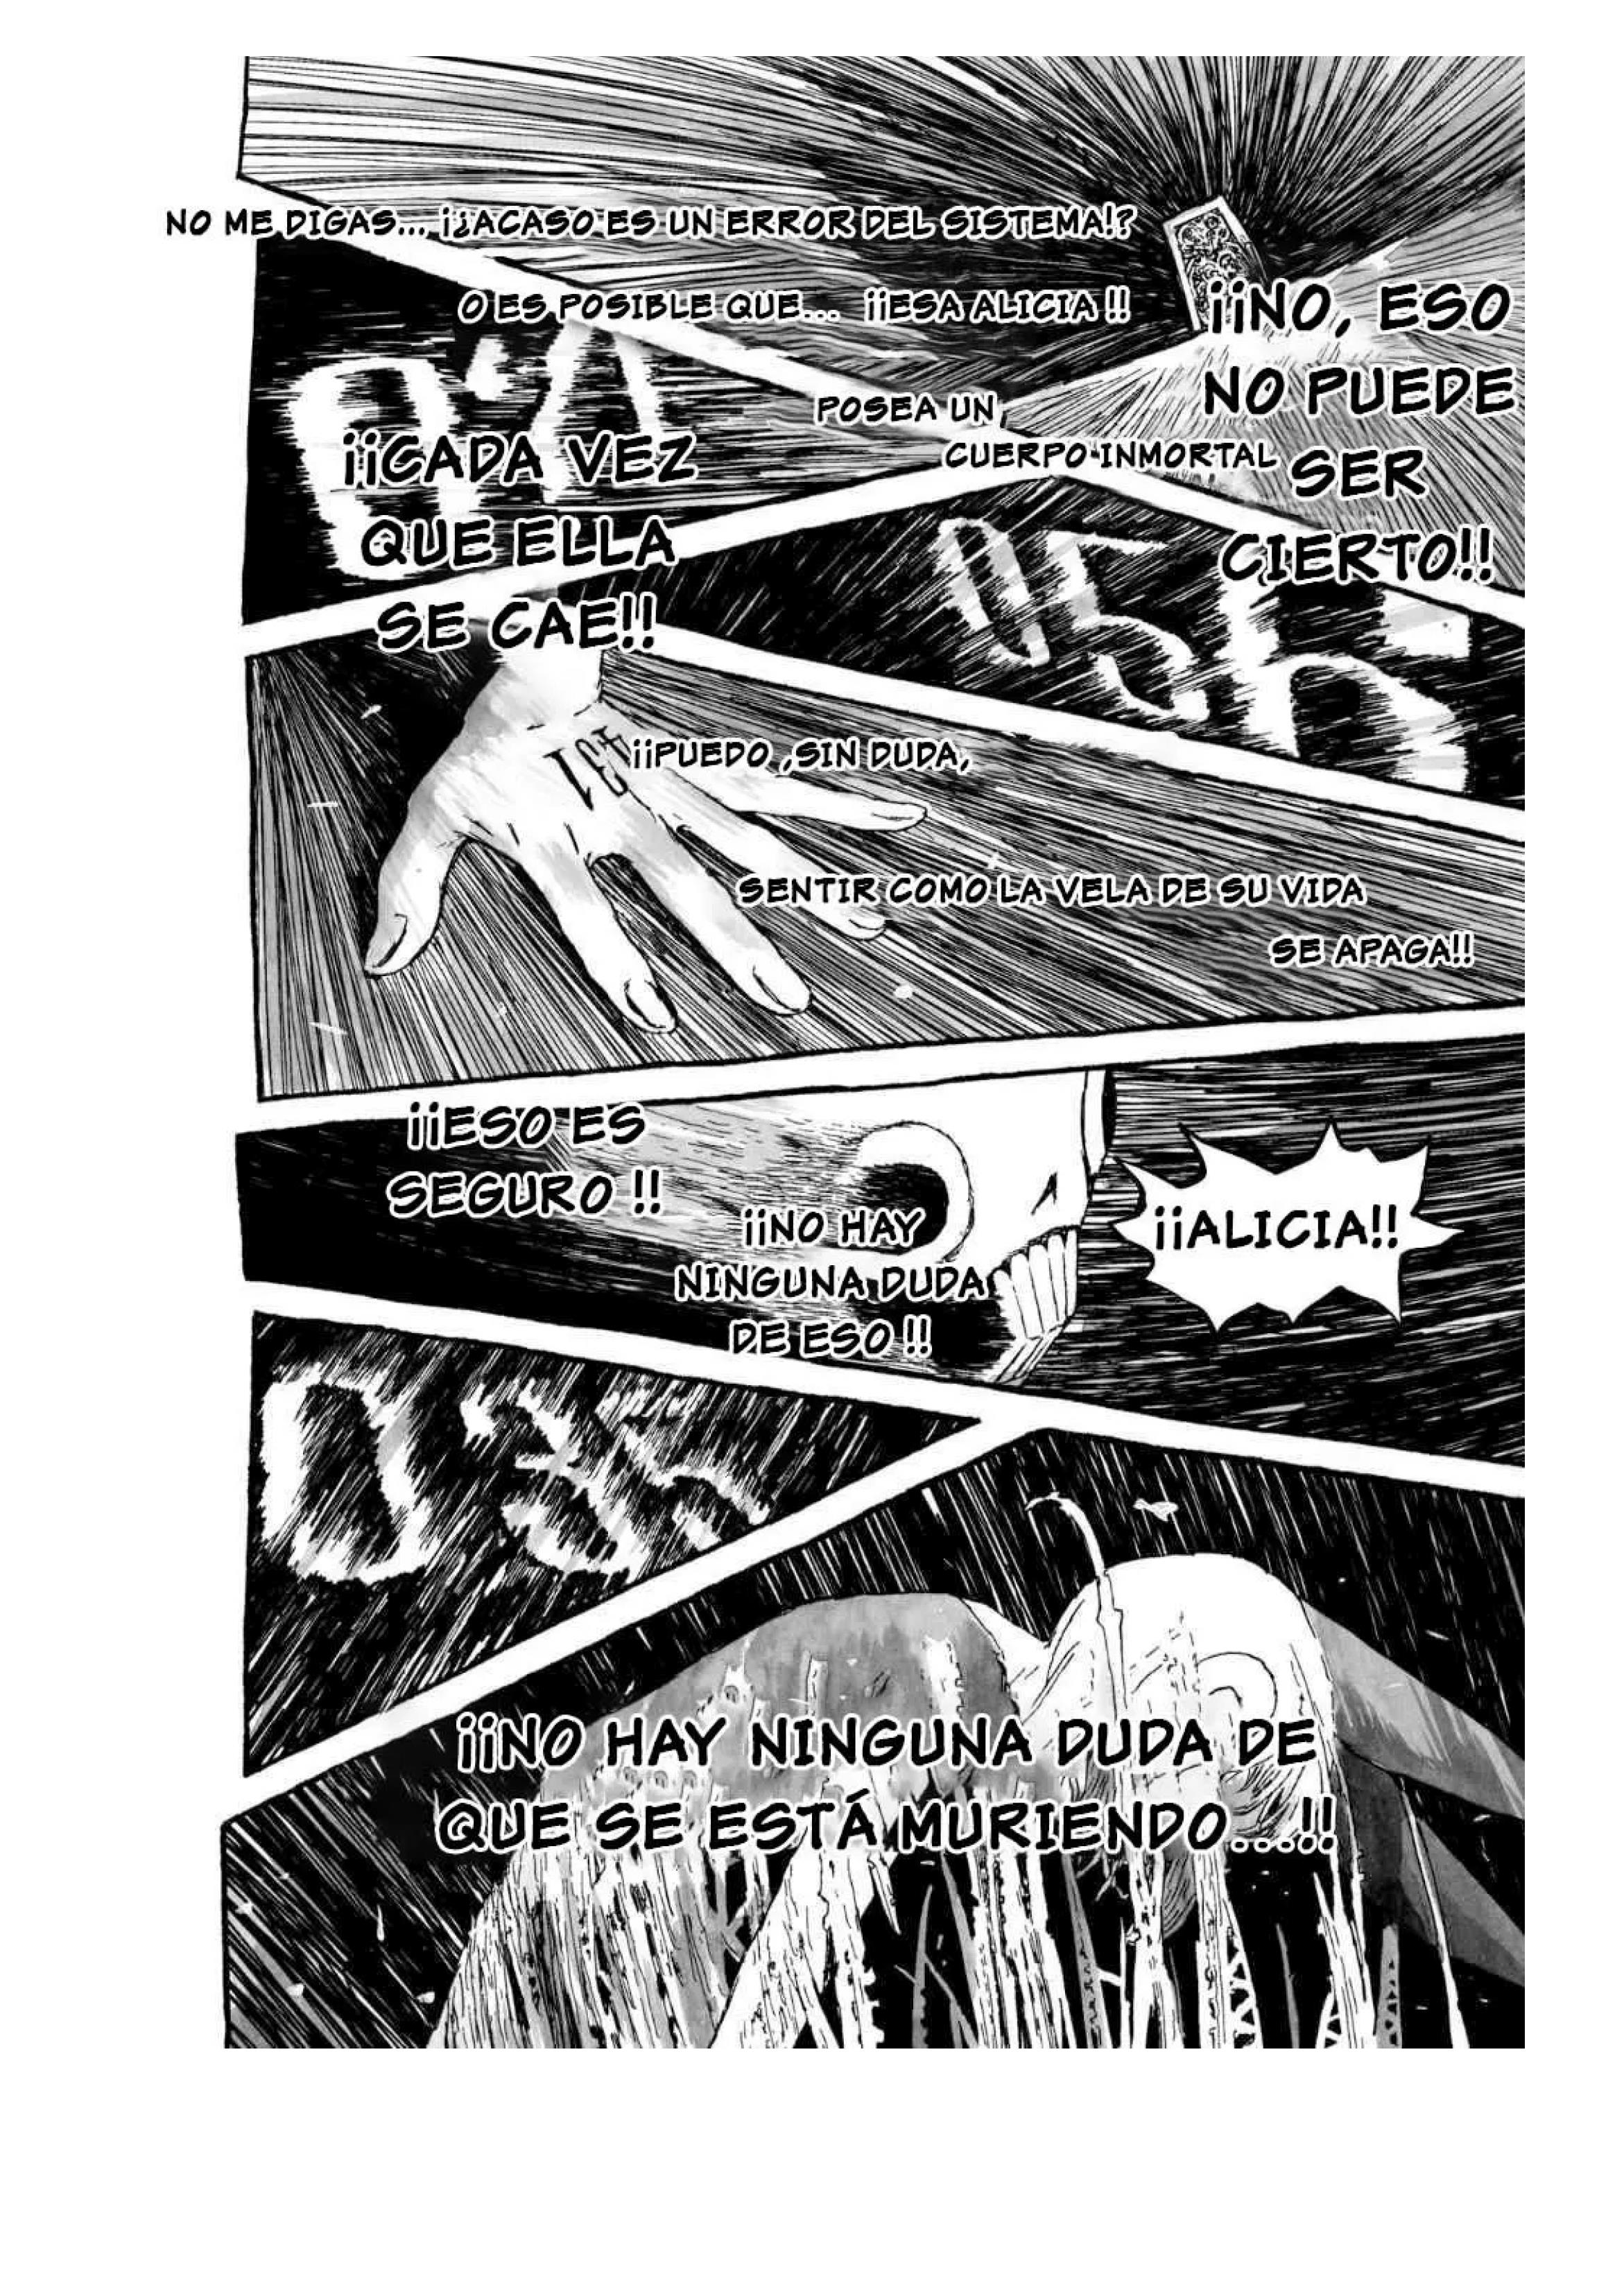 NO ME DIGAS... ¡¿ACASO ES UN ERROR DEL SISTEMA!?
O ES POSIBLE QUE... ¡¡ESA ALICIA !!
POSEA UN
CUERPO INMORTAL
¡¡NO, ESO
NO PUEDE
SER
CIERTO!!
¡¡CADA VEZ
QUE ELLA
SE CAE!!
056
¡¡PUEDO ,SIN DUDA,
SENTIR COMO LA VELA DE SU VIDA
SE APAGA!!
¡¡ESO ES
SEGURO !!
¡¡NO HAY
NINGUNA DUDA
DE ESO !!
¡¡ALICIA!!
¡¡NO HAY NINGUNA DUDA DE
QUE SE ESTÁ MURIENDO...!!